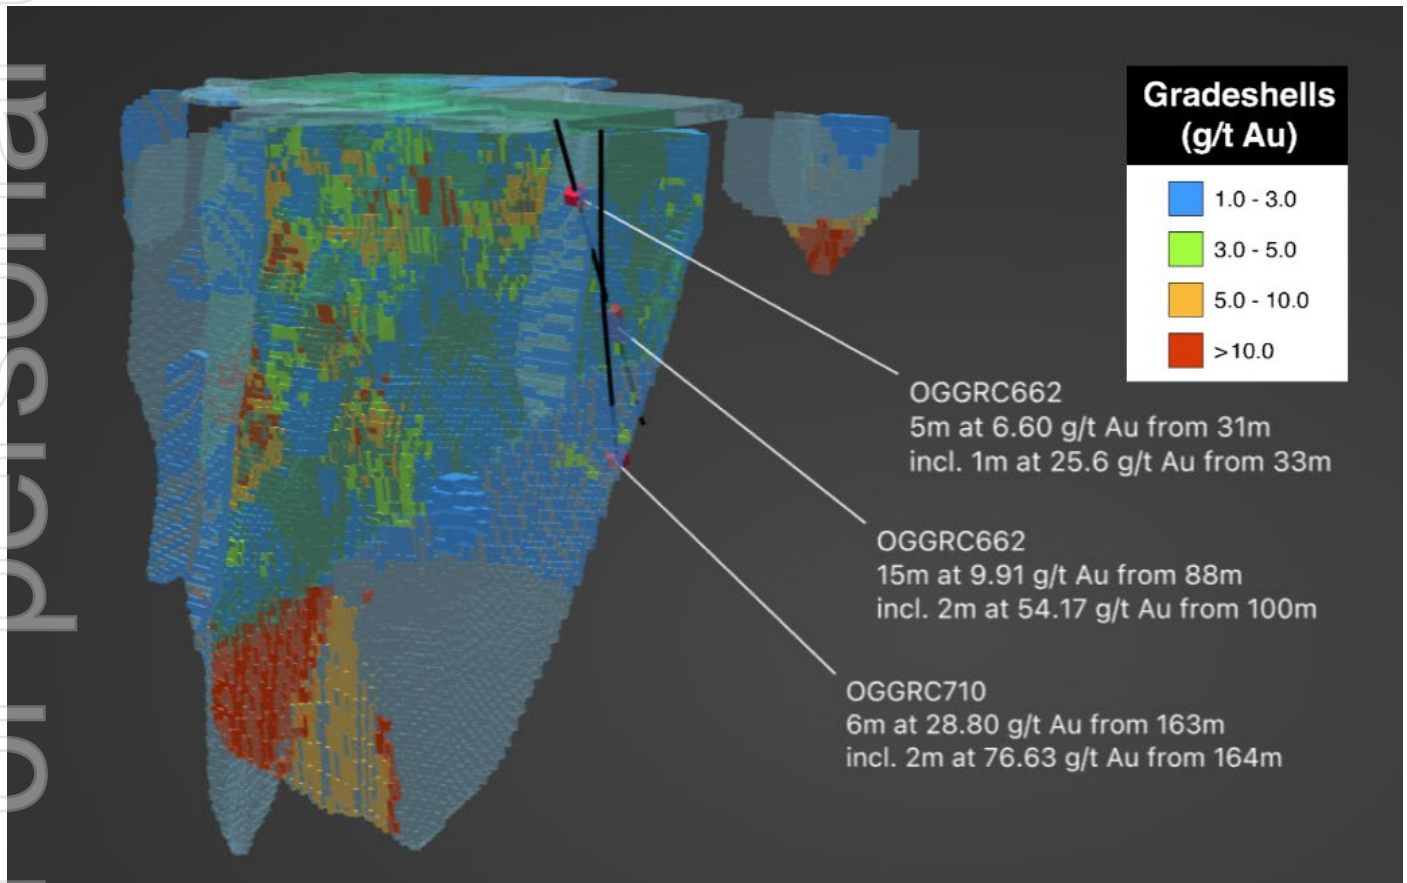 or personal
Gradeshells
(g/t Au)
1.0 - 3.0
3.0 - 5.0
5.0 - 10.0
>10.0
OGGRC662
5m at 6.60 g/t Au from 31m
incl. 1m at 25.6 g/t Au from 33m
OGGRC662
15m at 9.91 g/t Au from 88m
incl. 2m at 54.17 g/t Au from 100m
OGGRC710
6m at 28.80 g/t Au from 163m
incl. 2m at 76.63 g/t Au from 164m